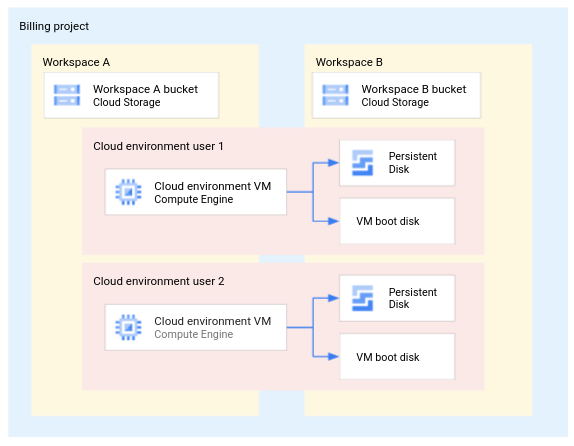 Billing project
Workspace A
Workspace B
Workspace A bucket
Cloud Storage
Workspace B bucket
Cloud Storage
Cloud environment user 1
Cloud environment VM
Compute Engine
Persistent
Disk
VM boot disk
Cloud environment user 2
Cloud environment VM
Compute Engine
Persistent
Disk
VM boot disk